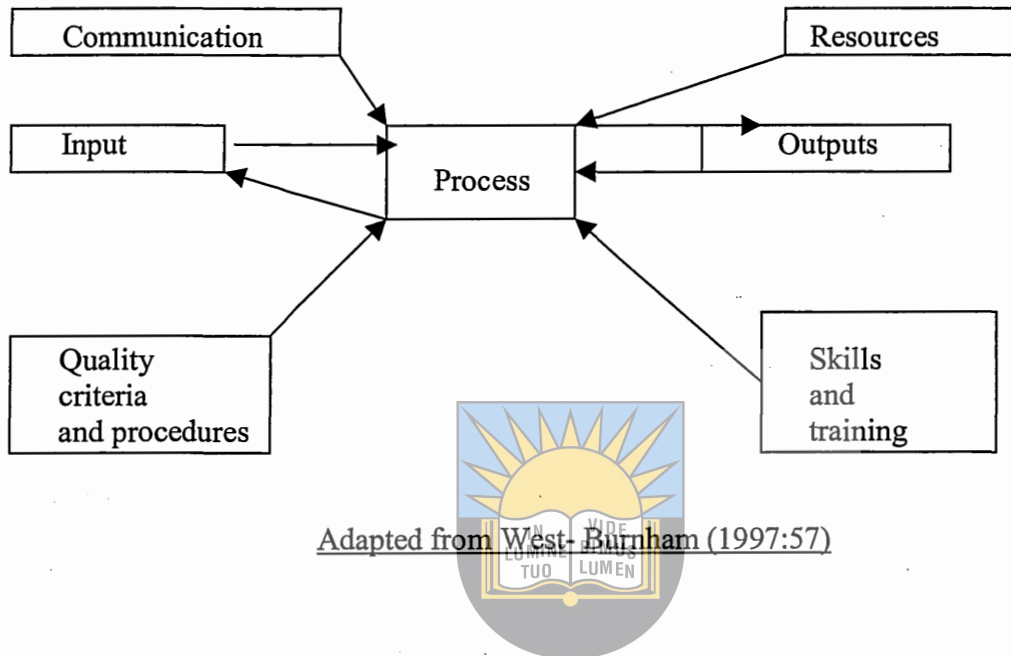 Communication
Resources
Input
Process
Outputs
Quality
criteria
and procedures
Skills
and
training
Adapted from West- Burnham (1997:57)
IN
LUMINE
TUO
VIDE
BIMUS
LUMEN